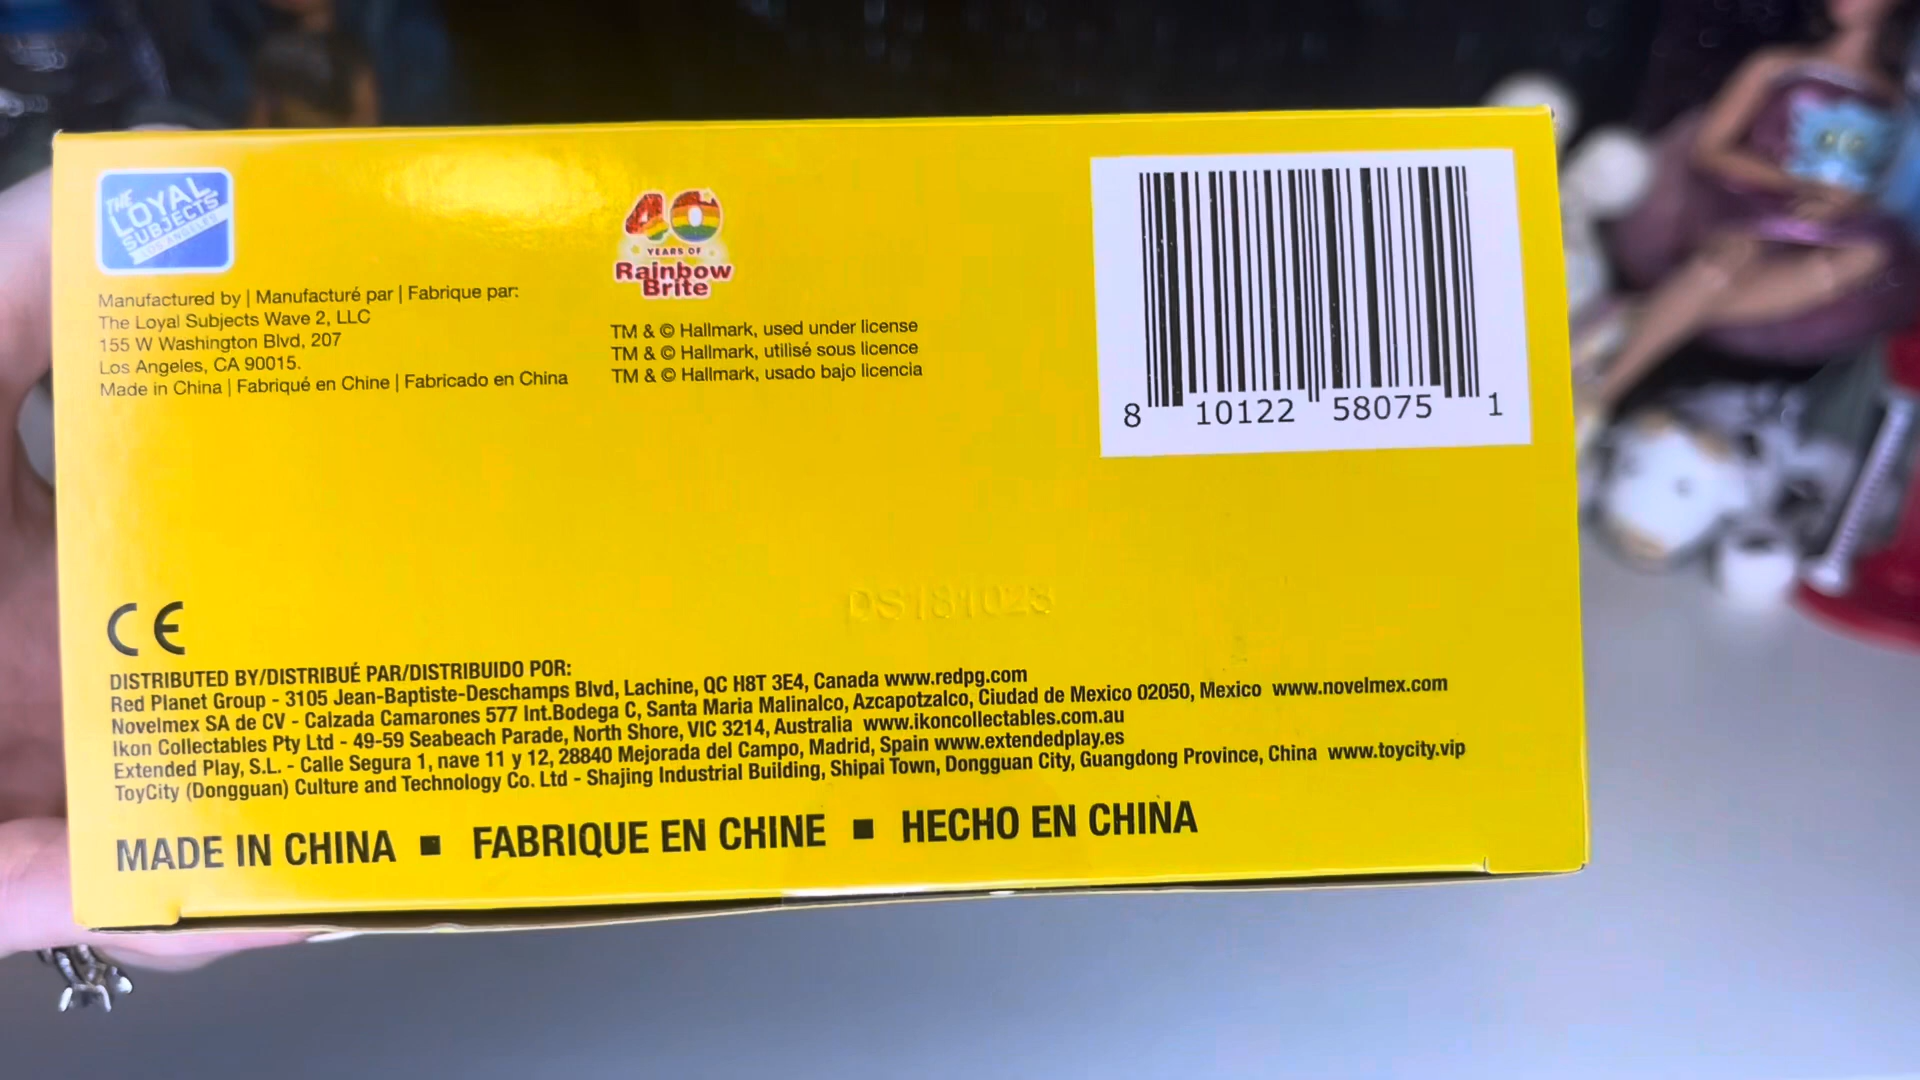 THE
LOYAL
SUBJECTS
LOS ANGELES
Manufactured by | Manufacturé par | Fabrique par:
The Loyal Subjects Wave 2, LLC
155 W Washington Blvd, 207
Los Angeles, CA 90015.
Made in China | Fabriqué en Chine | Fabricado en China
40
YEARS OF
Rainbow
Brite
TM & © Hallmark, used under license
TM & © Hallmark, utilisé sous licence
TM & © Hallmark, usado bajo licencia
8 10122 58075 1
DS181023
CE
DISTRIBUTED BY/DISTRIBUÉ PAR/DISTRIBUIDO POR:
Red Planet Group - 3105 Jean-Baptiste-Deschamps Blvd, Lachine, QC H8T 3E4, Canada www.redpg.com
Novelmex SA de CV - Calzada Camarones 577 Int.Bodega C, Santa Maria Malinalco, Azcapotzalco, Ciudad de Mexico 02050, Mexico www.novelmex.com
Ikon Collectables Pty Ltd - 49-59 Seabeach Parade, North Shore, VIC 3214, Australia www.ikoncollectables.com.au
Extended Play, S.L. - Calle Segura 1, nave 11 y 12, 28840 Mejorada del Campo, Madrid, Spain www.extendedplay.es
ToyCity (Dongguan) Culture and Technology Co. Ltd - Shajing Industrial Building, Shipai Town, Dongguan City, Guangdong Province, China www.toycity.vip
MADE IN CHINA ▪ FABRIQUE EN CHINE ▪ HECHO EN CHINA